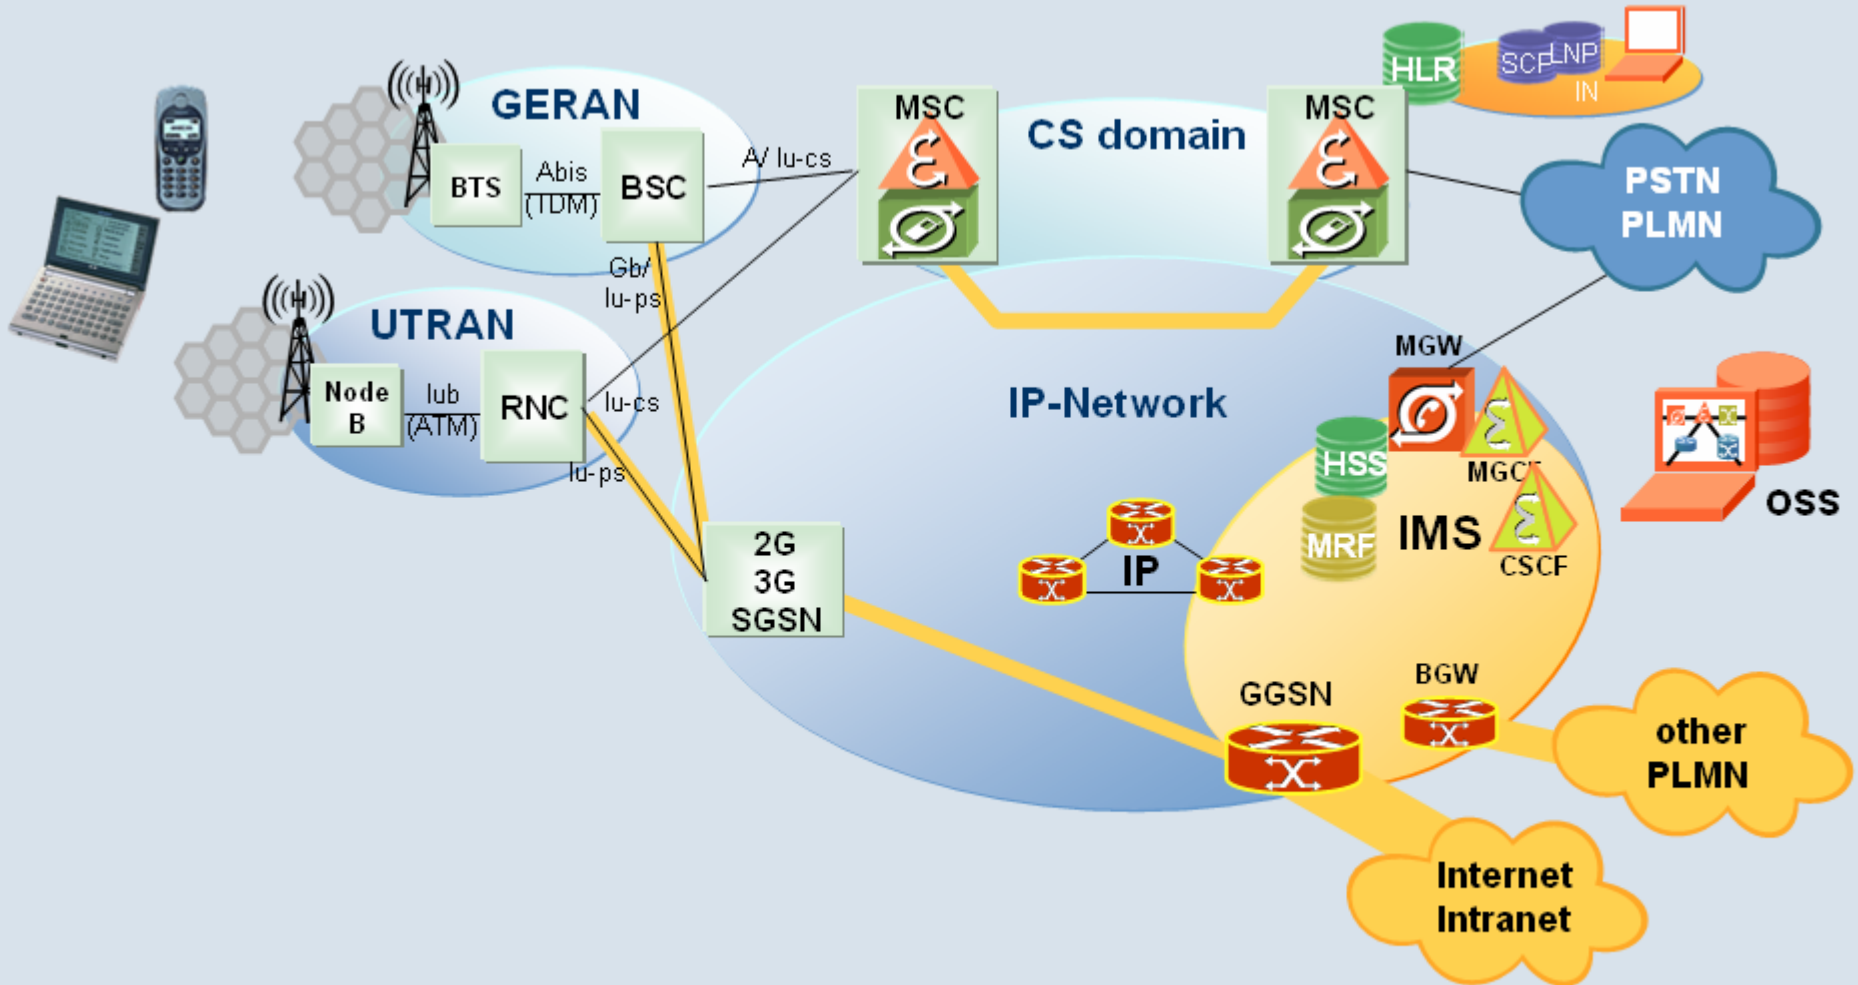 GERAN
BTS
Abis
(TDM)
BSC
A/ Iu-cs
MSC
CS domain
MSC
HLR
SCP
LNP
IN
PSTN
PLMN
Gb/
Iu-ps
UTRAN
Node
B
Iub
(ATM)
RNC
Iu-cs
Iu-ps
IP-Network
MGW
HSS
MGCF
MRF
IMS
CSCF
OSS
IP
2G
3G
SGSN
GGSN
BGW
other
PLMN
Internet
Intranet